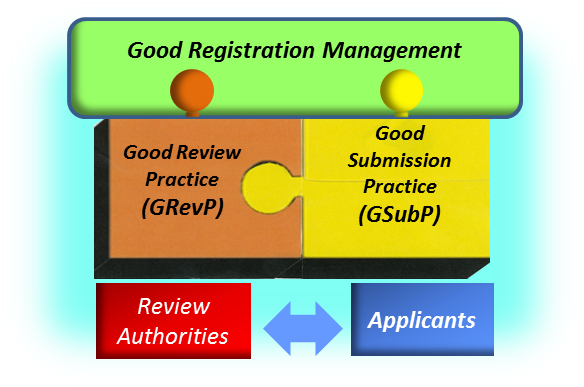 Good Registration Management
Good Review
Practice
(GRevP)
Good
Submission
Practice
(GSubP)
Review
Authorities
Applicants